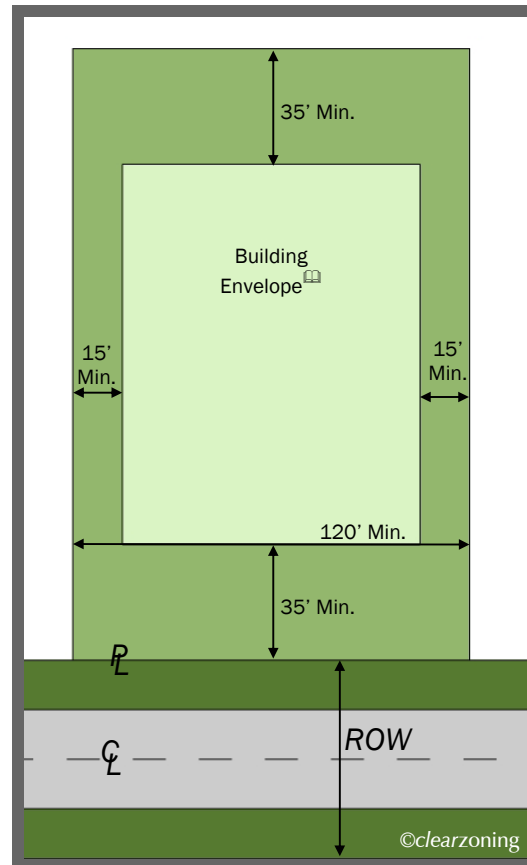 35’ Min.
Building
Envelope🕮
15’
Min.
15’
Min.
120’ Min.
35’ Min.
PL
CL
ROW
©clearzoning